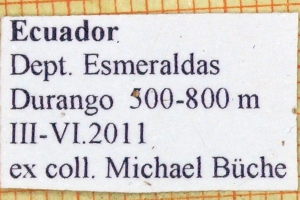 Ecuador
Dept. Esmeraldas
Durango 500-800 m
III-VI.2011
ex coll. Michael Büche